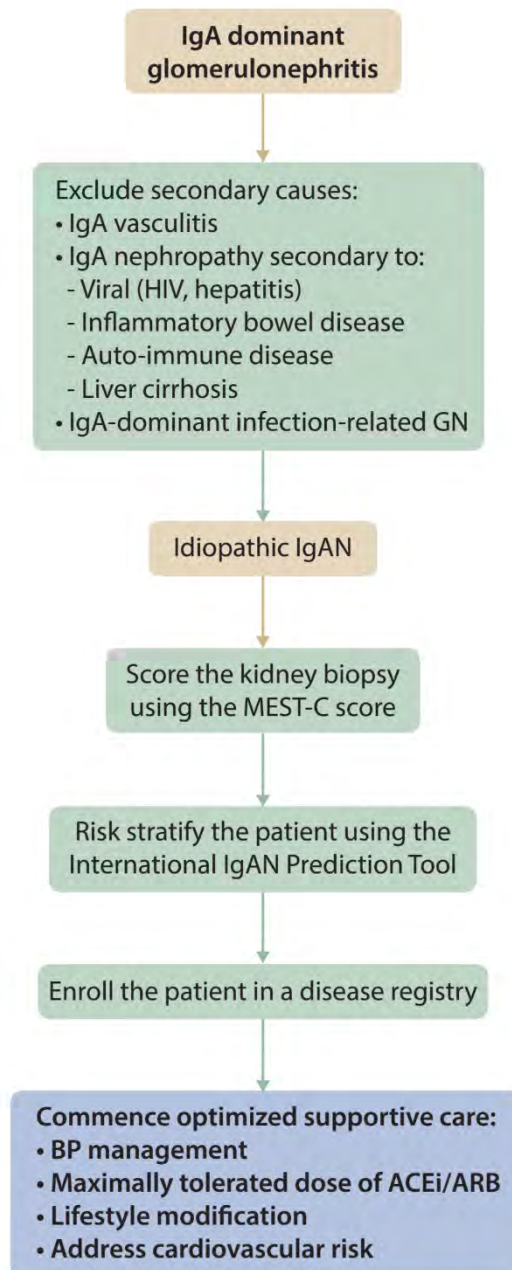 IgA dominant
glomerulonephritis
Exclude secondary causes:
• IgA vasculitis
• IgA nephropathy secondary to:
- Viral (HIV, hepatitis)
- Inflammatory bowel disease
- Auto-immune disease
- Liver cirrhosis
• IgA-dominant infection-related GN
Idiopathic IgAN
Score the kidney biopsy
using the MEST-C score
Risk stratify the patient using the
International IgAN Prediction Tool
Enroll the patient in a disease registry
Commence optimized supportive care:
• BP management
• Maximally tolerated dose of ACEi/ARB
• Lifestyle modification
• Address cardiovascular risk